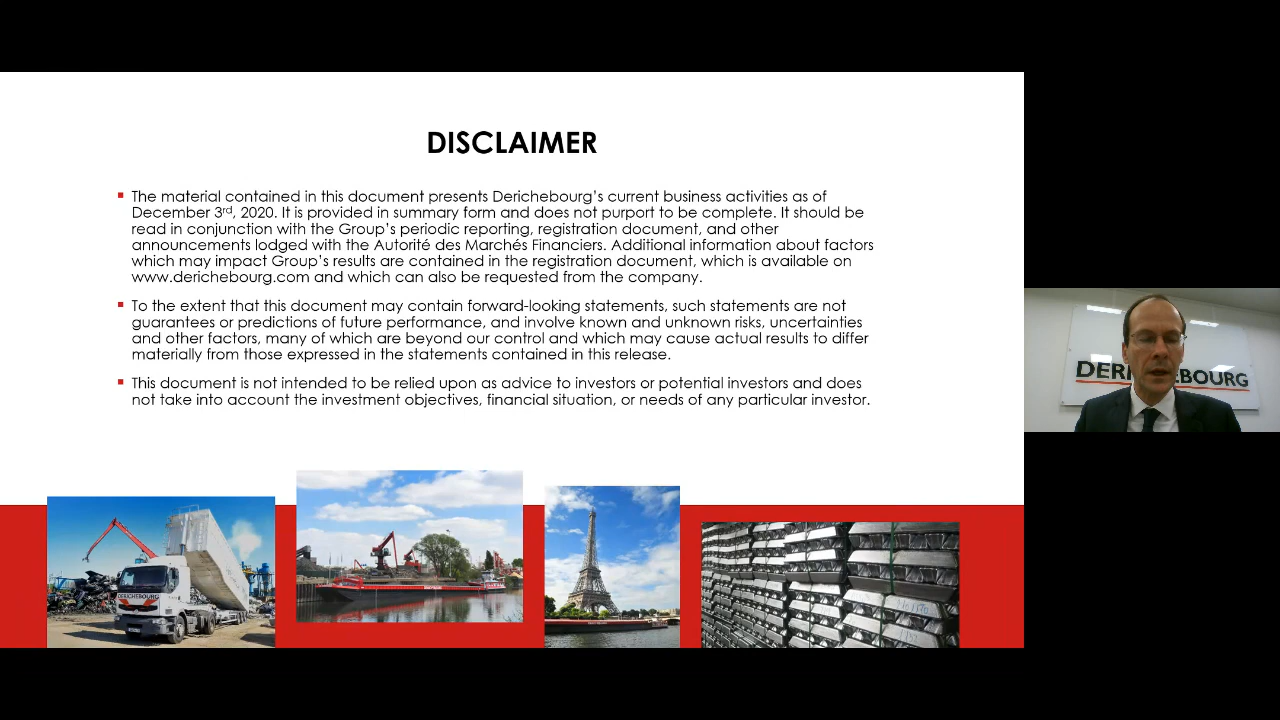 DISCLAIMER
▪ The material contained in this document presents Derichebourg’s current business activities as of
December 3rd, 2020. It is provided in summary form and does not purport to be complete. It should be
read in conjunction with the Group’s periodic reporting, registration document, and other
announcements lodged with the Autorité des Marchés Financiers. Additional information about factors
which may impact Group’s results are contained in the registration document, which is available on
www.derichebourg.com and which can also be requested from the company.
▪ To the extent that this document may contain forward-looking statements, such statements are not
guarantees or predictions of future performance, and involve known and unknown risks, uncertainties
and other factors, many of which are beyond our control and which may cause actual results to differ
materially from those expressed in the statements contained in this release.
▪ This document is not intended to be relied upon as advice to investors or potential investors and does
not take into account the investment objectives, financial situation, or needs of any particular investor.
DERICHEBOURG